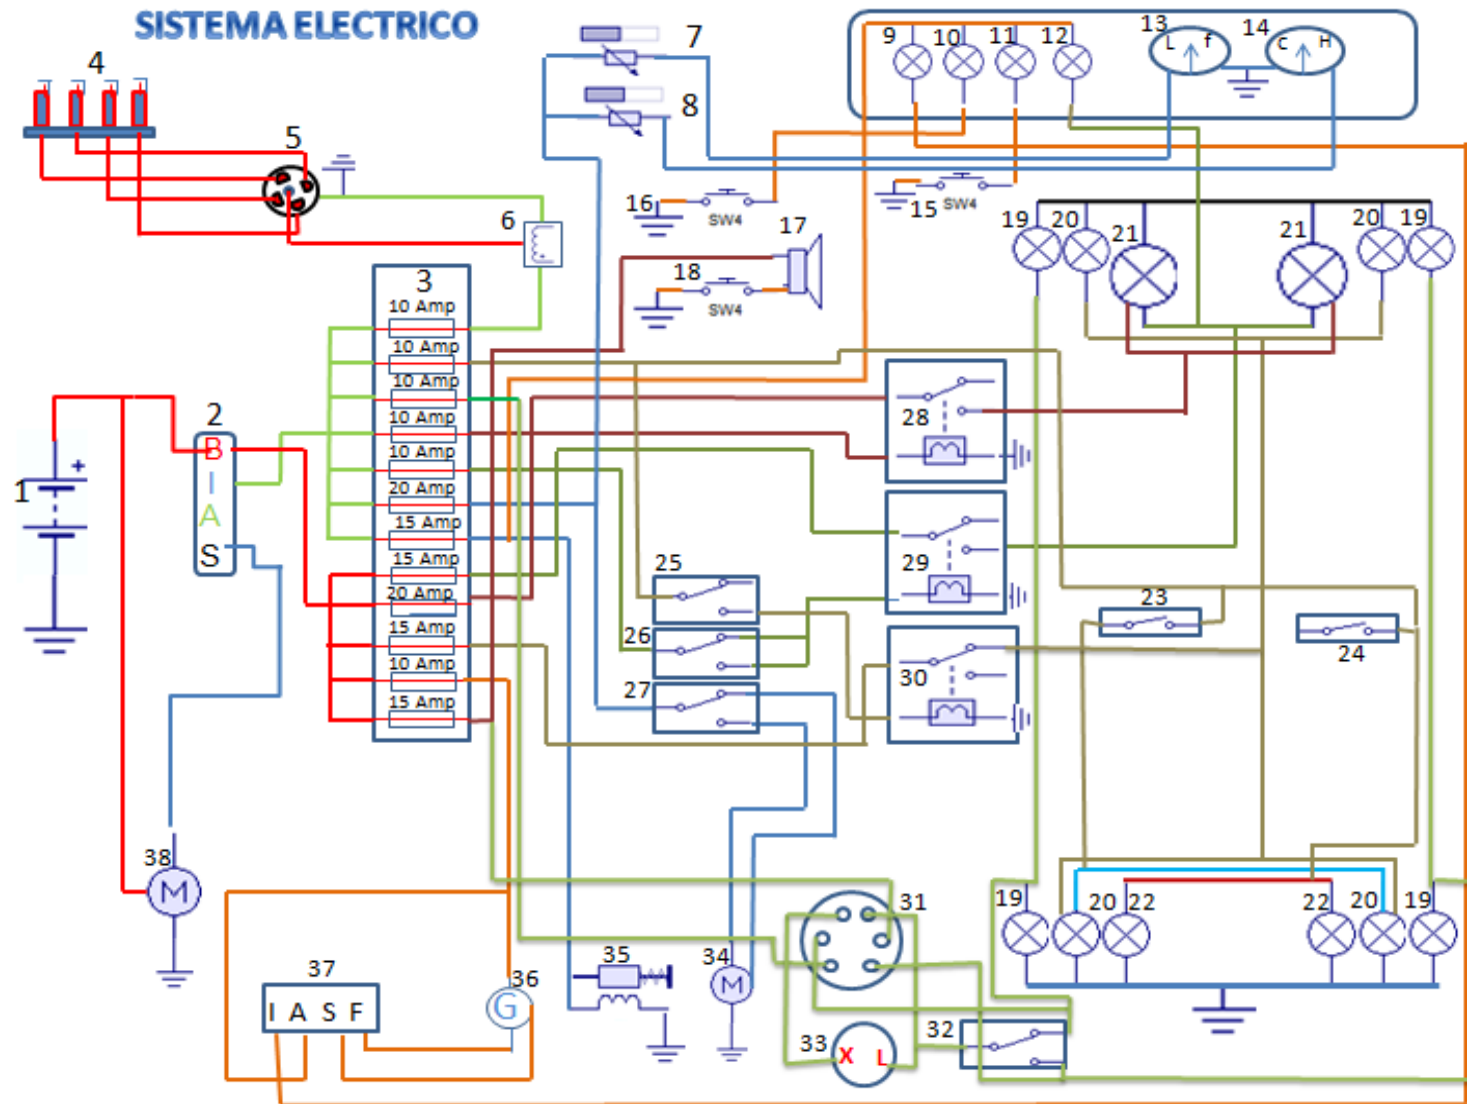 SISTEMA ELECTRICO
4
5
6
7
8
9 10 11 12
13 L f
14 C H
15 SW4
16 SW4
17
18 SW4
19 20 21 21 20 19
3
10 Amp
10 Amp
10 Amp
10 Amp
10 Amp
20 Amp
15 Amp
15 Amp
20 Amp
15 Amp
10 Amp
15 Amp
1 +
2
B
I
A
S
28
29
30
25
26
27
23
24
38 M
31
19 20 22 22 20 19
37
I A S F
36 G
35
34 M
33 X L
32